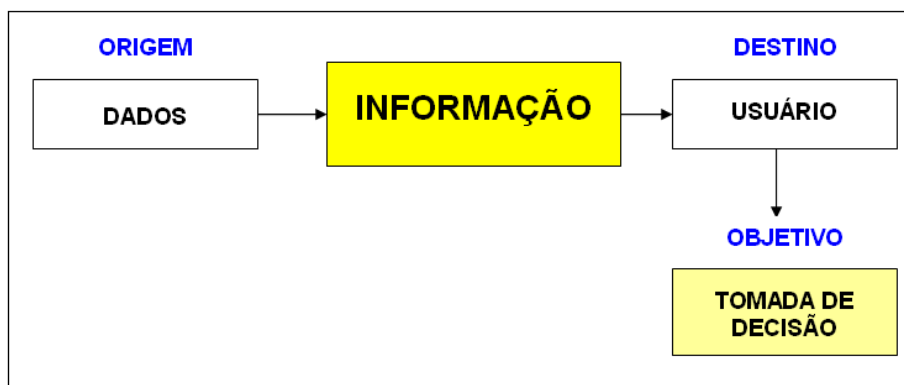 ORIGEM
DADOS
INFORMAÇÃO
DESTINO
USUÁRIO
OBJETIVO
TOMADA DE
DECISÃO